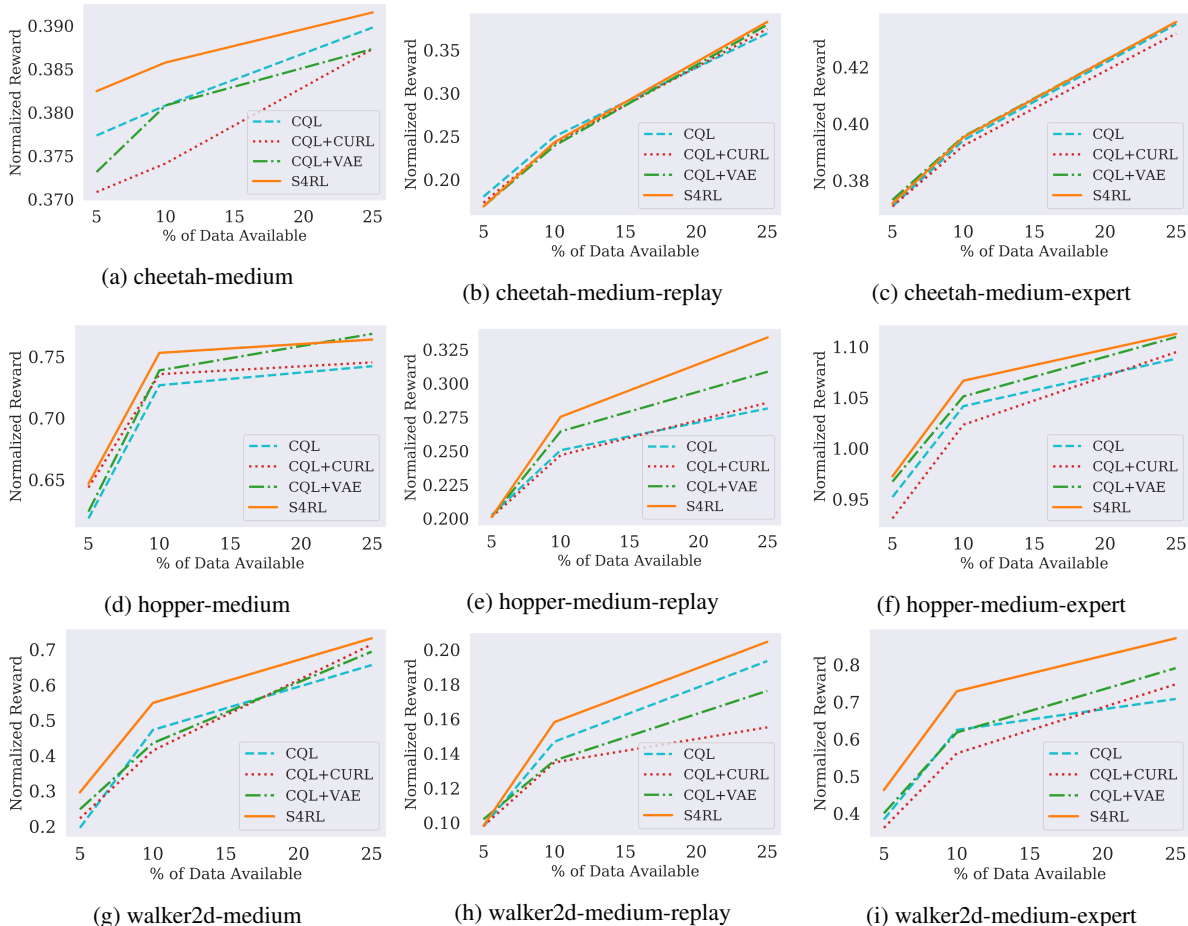 Normalized Reward
0.390
0.385
0.380
0.375
0.370
CQL
CQL+CURL
CQL+VAE
S4RL
5 10 15 20 25
% of Data Available
(a) cheetah-medium
Normalized Reward
0.35
0.30
0.25
0.20
CQL
CQL+CURL
CQL+VAE
S4RL
5 10 15 20 25
% of Data Available
(b) cheetah-medium-replay
Normalized Reward
0.42
0.40
0.38
CQL
CQL+CURL
CQL+VAE
S4RL
5 10 15 20 25
% of Data Available
(c) cheetah-medium-expert
Normalized Reward
0.75
0.70
0.65
CQL
CQL+CURL
CQL+VAE
S4RL
5 10 15 20 25
% of Data Available
(d) hopper-medium
Normalized Reward
0.325
0.300
0.275
0.250
0.225
0.200
CQL
CQL+CURL
CQL+VAE
S4RL
5 10 15 20 25
% of Data Available
(e) hopper-medium-replay
Normalized Reward
1.10
1.05
1.00
0.95
CQL
CQL+CURL
CQL+VAE
S4RL
5 10 15 20 25
% of Data Available
(f) hopper-medium-expert
Normalized Reward
0.7
0.6
0.5
0.4
0.3
0.2
CQL
CQL+CURL
CQL+VAE
S4RL
5 10 15 20 25
% of Data Available
(g) walker2d-medium
Normalized Reward
0.20
0.18
0.16
0.14
0.12
0.10
CQL
CQL+CURL
CQL+VAE
S4RL
5 10 15 20 25
% of Data Available
(h) walker2d-medium-replay
Normalized Reward
0.8
0.7
0.6
0.5
0.4
CQL
CQL+CURL
CQL+VAE
S4RL
5 10 15 20 25
% of Data Available
(i) walker2d-medium-expert